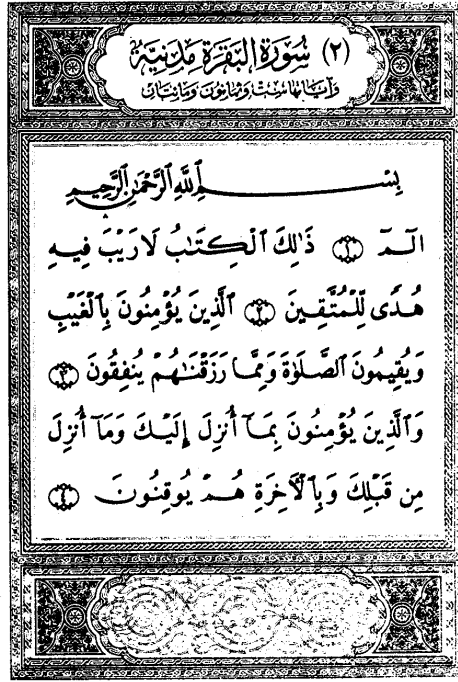 (٢) سُورَةُ البَقَرَةِ مَدَنِيَّة
وَآيَاتُهَا سِتٌّ وَثَمَانُونَ وَمَائِتَانِ
بِسْمِ ٱللَّهِ ٱلرَّحْمَٰنِ ٱلرَّحِيمِ
الٓمٓ ۝١ ذَٰلِكَ ٱلْكِتَٰبُ لَا رَيْبَ فِيهِ
هُدًى لِّلْمُتَّقِينَ ۝٢ ٱلَّذِينَ يُؤْمِنُونَ بِٱلْغَيْبِ
وَيُقِيمُونَ ٱلصَّلَوٰةَ وَمِمَّا رَزَقْنَٰهُمْ يُنفِقُونَ ۝٣
وَٱلَّذِينَ يُؤْمِنُونَ بِمَآ أُنزِلَ إِلَيْكَ وَمَآ أُنزِلَ
مِن قَبْلِكَ وَبِٱلْأَخِرَةِ هُمْ يُوقِنُونَ ۝٤